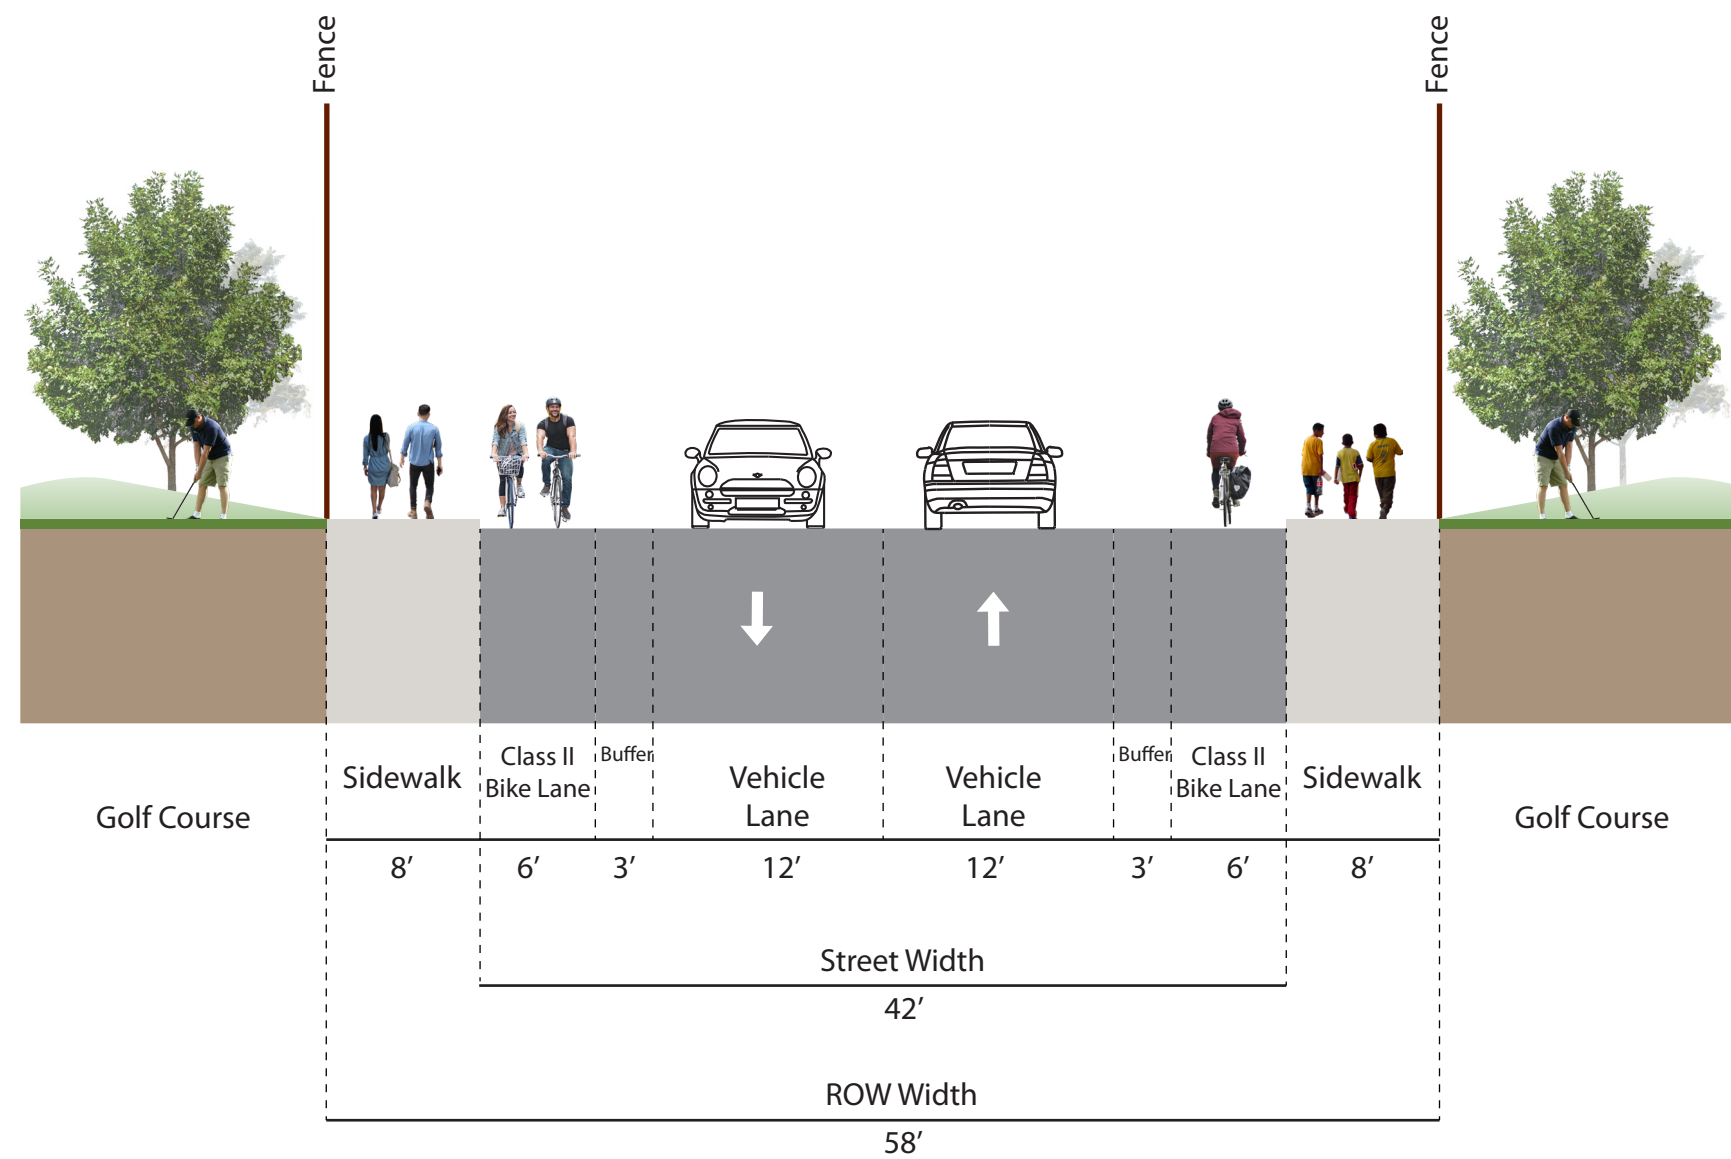 Fence
Fence
Class II
Bike Lane
Buffer
Buffer
Class II
Bike Lane
Sidewalk
Vehicle
Lane
Vehicle
Lane
Sidewalk
Golf Course
Golf Course
8’ 6’ 3’ 12’ 12’ 3’ 6’ 8’
Street Width
42’
ROW Width
58’